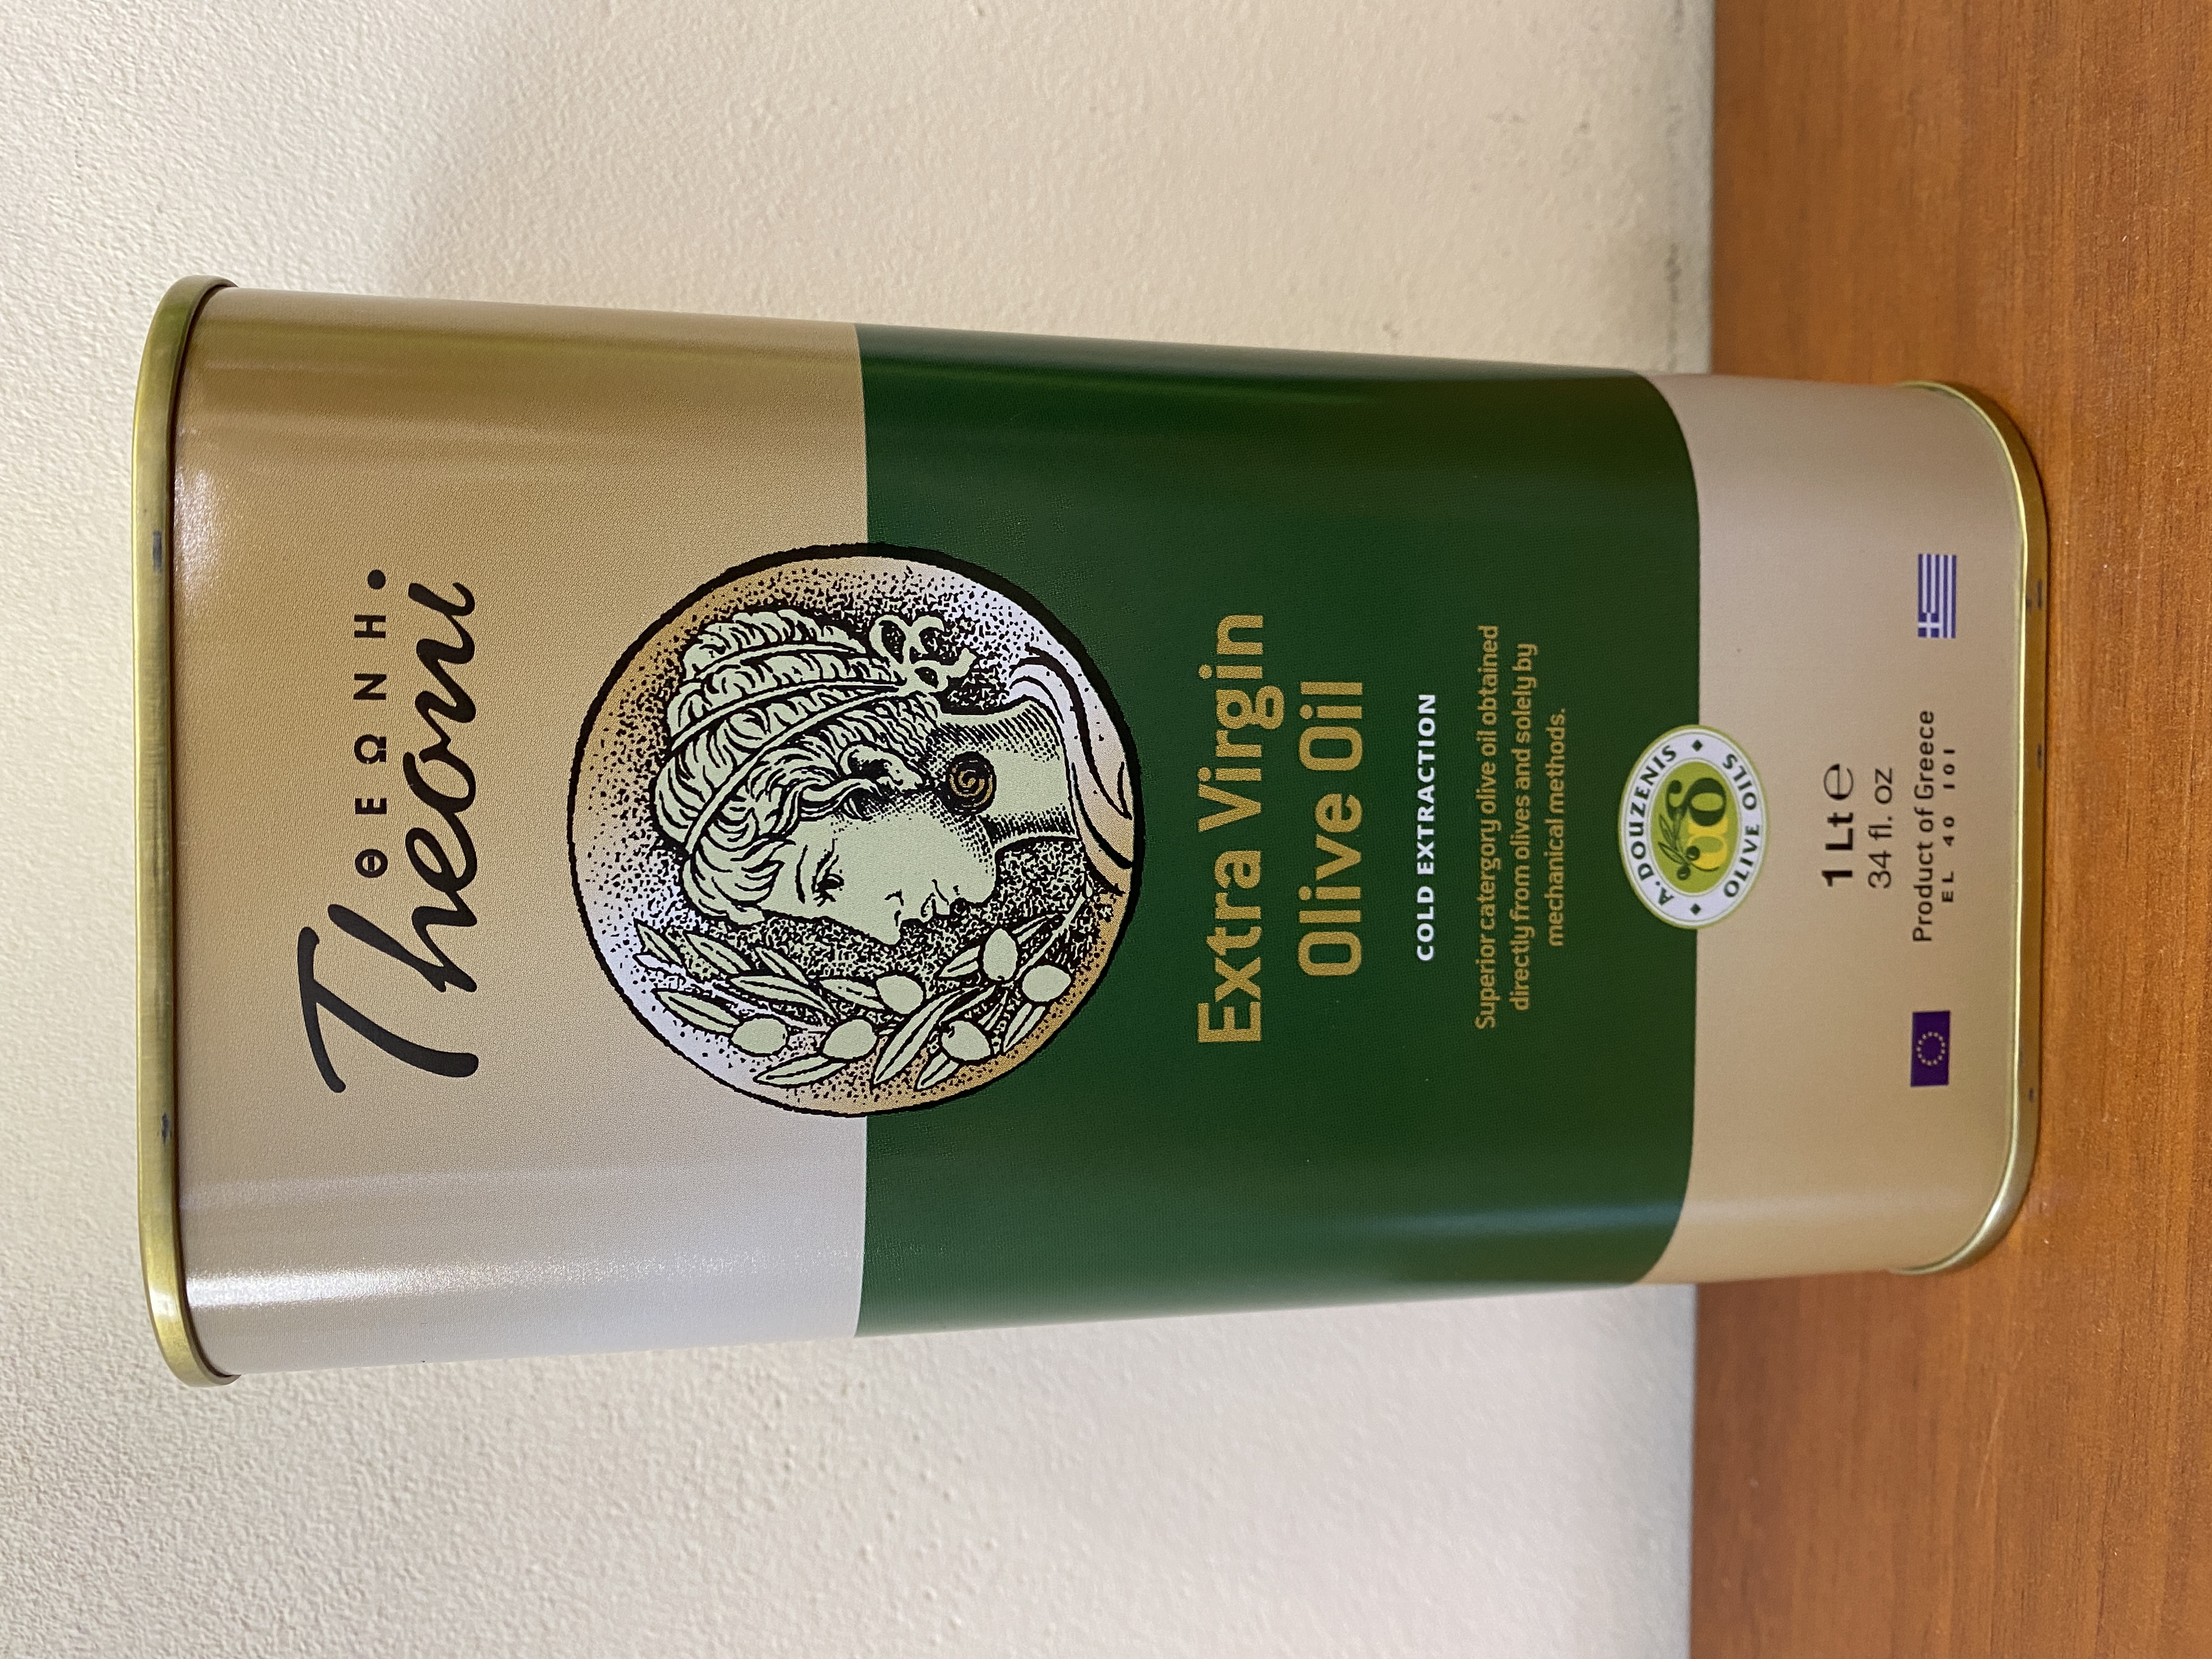 ΘΕΩΝΗ
Theoni
Extra Virgin
Olive Oil
COLD EXTRACTION
Superior catergory olive oil obtained
directly from olives and solely by
mechanical methods.
A. DOUZENIS
OLIVE OILS
1 Lt ℮
34 fl. oz
Product of Greece
EL 40 101